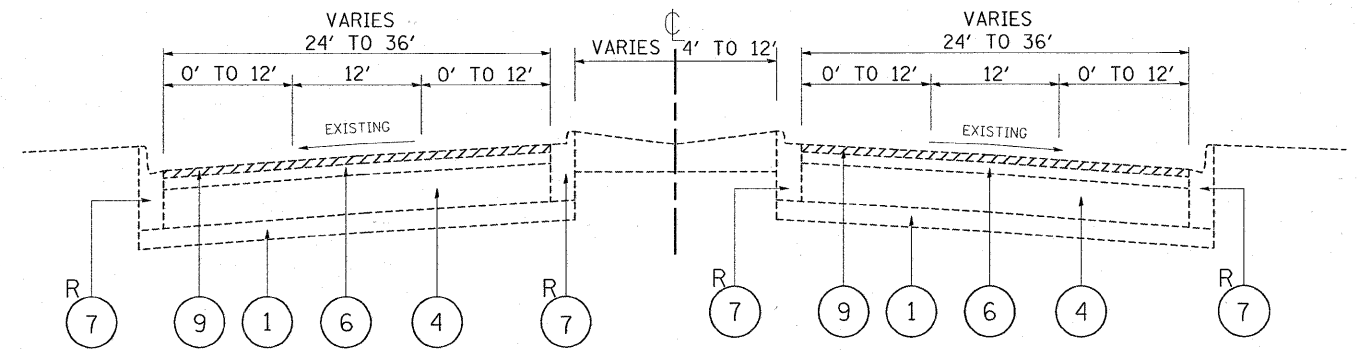 VARIES
24' TO 36'
0' TO 12' 12' 0' TO 12'
EXISTING
VARIES 4' TO 12'
℄
VARIES
24' TO 36'
0' TO 12' 12' 0' TO 12'
EXISTING
R 7
9
1
6
4
R 7
R 7
9
1
6
4
R 7